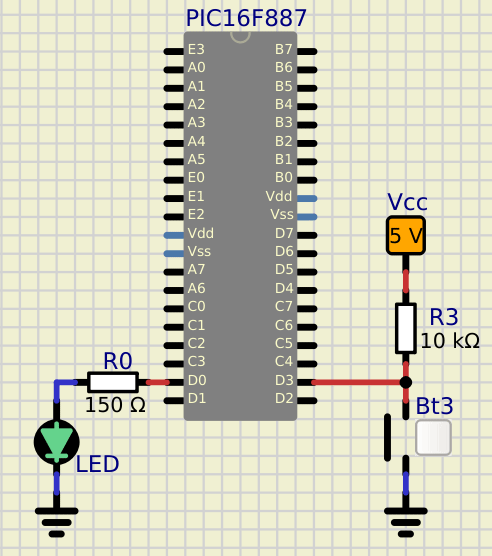 PIC16F887
E3 B7
A0 B6
A1 B5
A2 B4
A3 B3
A4 B2
A5 B1
E0 B0
E1 Vdd
E2 Vss
Vdd D7
Vss D6
A7 D5
A6 D4
C0 C7
C1 C6
C2 C5
C3 C4
D0 D3
D1 D2
Vcc
5 V
R3
10 kΩ
R0
150 Ω
LED
Bt3